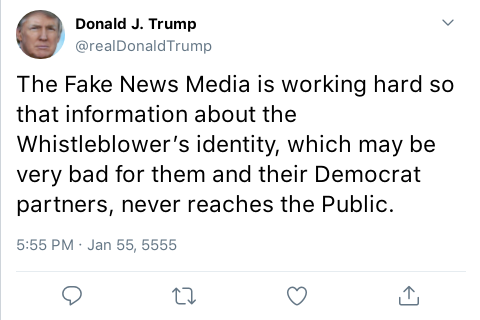 Donald J. Trump
@realDonaldTrump
The Fake News Media is working hard so
that information about the
Whistleblower's identity, which may be
very bad for them and their Democrat
partners, never reaches the Public.
5:55 PM · Jan 55, 5555